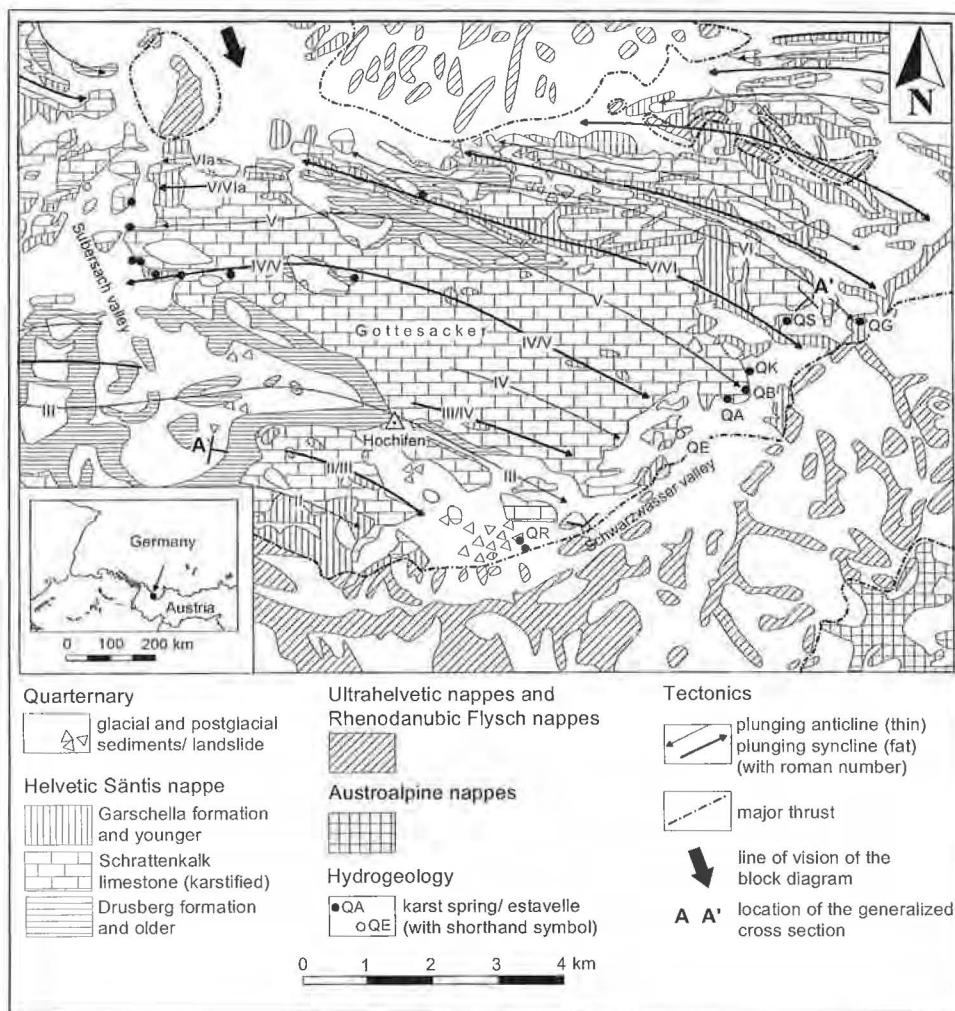 N
VIa
V/VIa
V
Subersach valley
IV/V
VI
V/VI
A'
V
QS
QG
Gottesacker
IV/V
QK
IV
QB
III
III/IV
QA
A
Hochifen
QE
II/III
III
Schwarzwasser valley
II
QR
Germany
Austria
0 100 200 km
Quarternary
glacial and postglacial
sediments/ landslide
Helvetic Säntis nappe
Garschella formation
and younger
Schrattenkalk
limestone (karstified)
Drusberg formation
and older
Ultrahelvetic nappes and
Rhenodanubic Flysch nappes
Austroalpine nappes
Hydrogeology
QA karst spring/ estavelle
QE (with shorthand symbol)
0 1 2 3 4 km
Tectonics
plunging anticline (thin)
plunging syncline (fat)
(with roman number)
major thrust
line of vision of the
block diagram
A A' location of the generalized
cross section